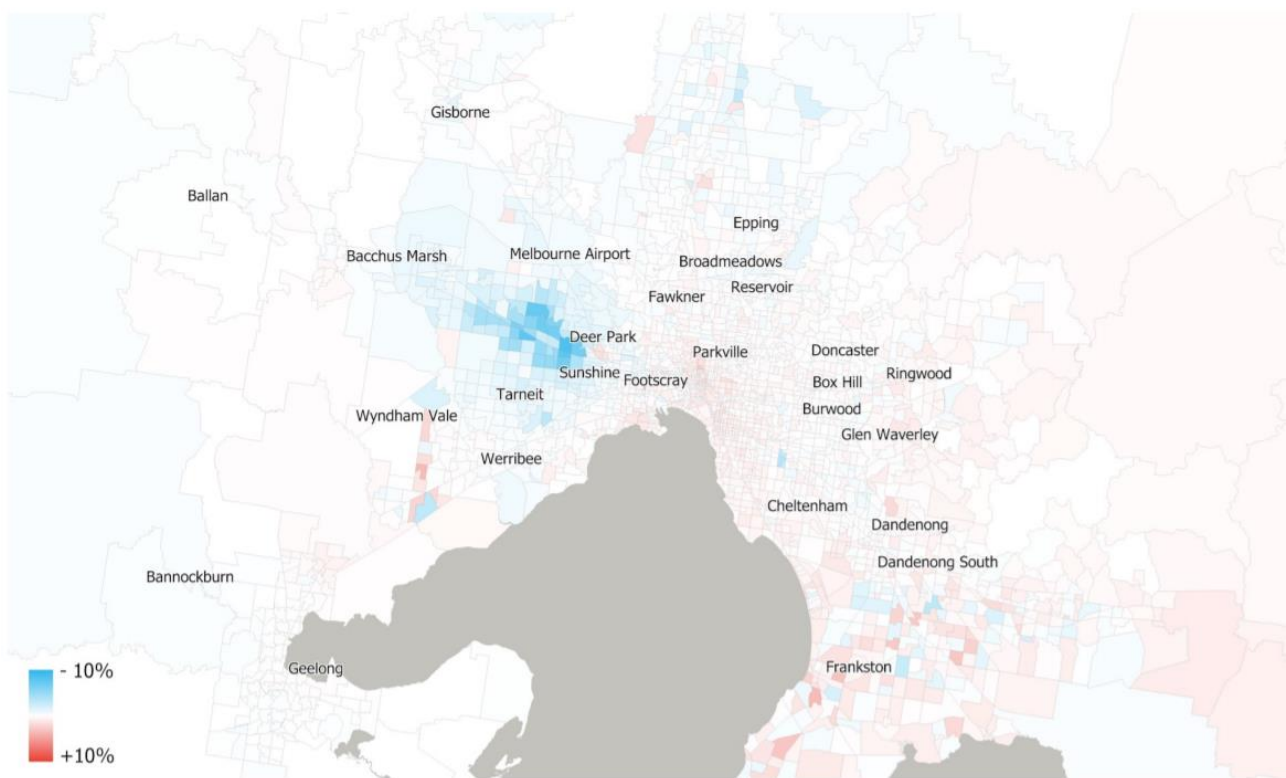 Gisborne
Ballan
Epping
Bacchus Marsh
Melbourne Airport
Broadmeadows
Reservoir
Fawkner
Deer Park
Parkville
Doncaster
Sunshine
Footscray
Box Hill
Ringwood
Tarneit
Wyndham Vale
Burwood
Glen Waverley
Werribee
Cheltenham
Dandenong
Dandenong South
Bannockburn
Geelong
Frankston
- 10%
+10%